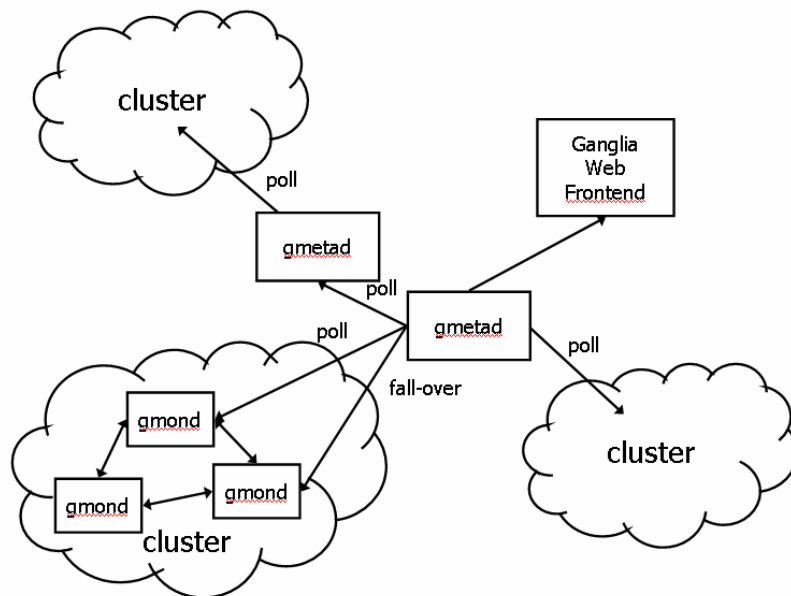 cluster
Ganglia
Web
Frontend
poll
gmetad
poll
gmetad
poll
poll
fall-over
gmond
cluster
gmond
gmond
cluster